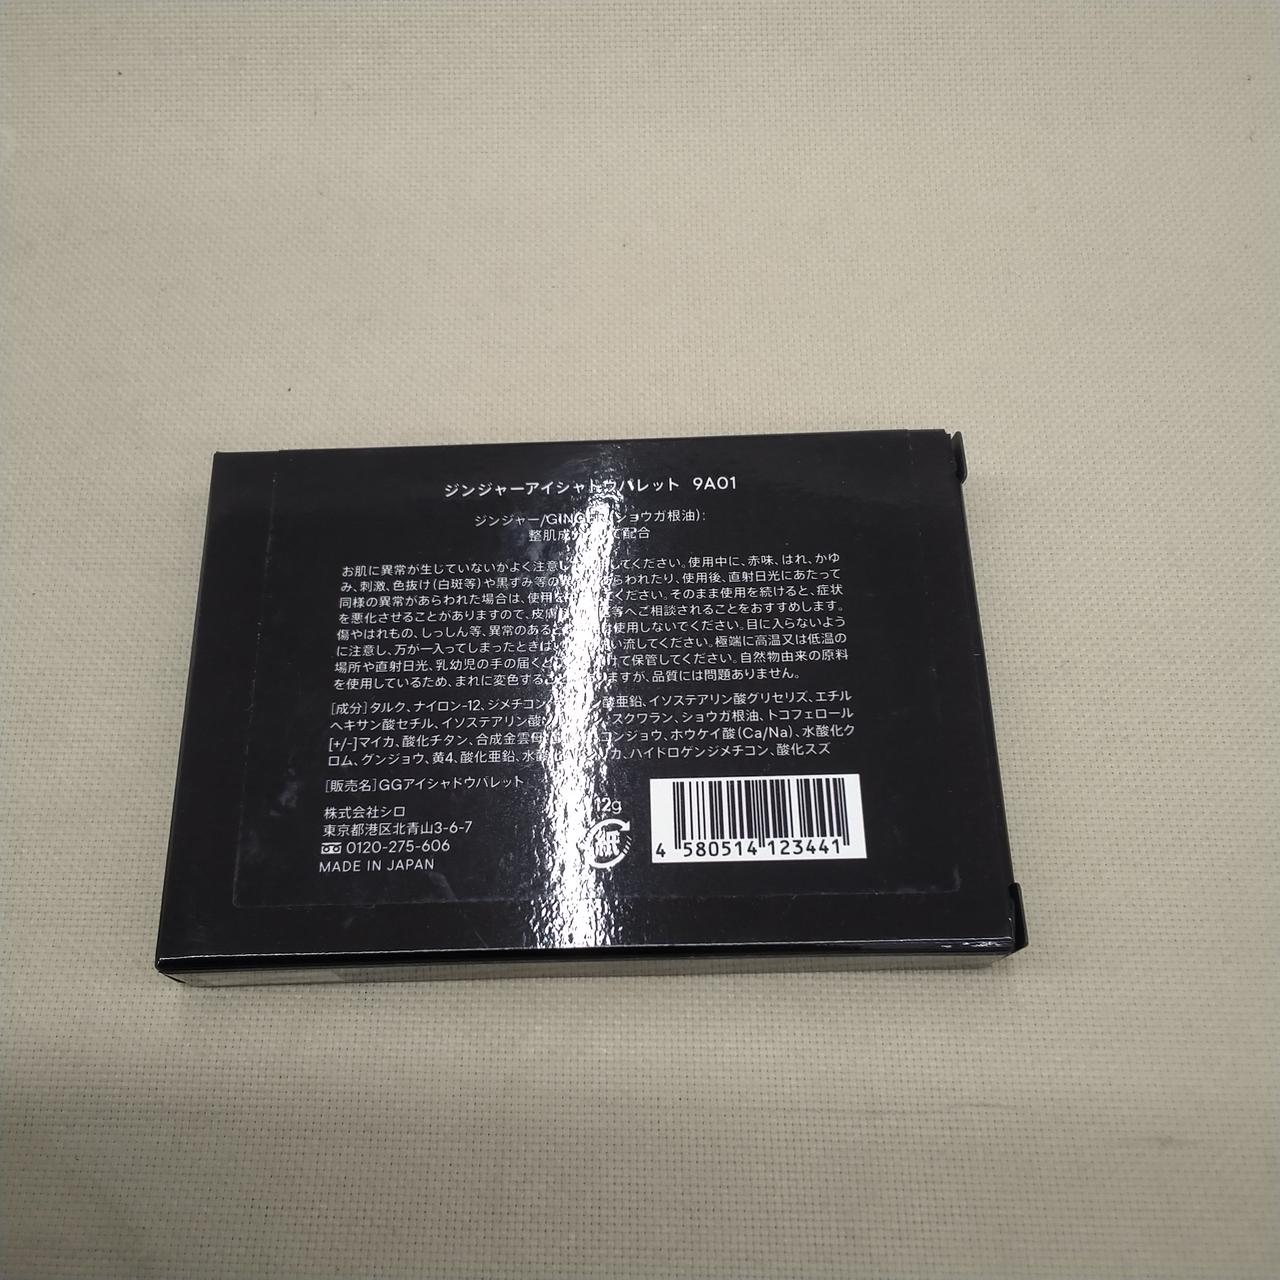 ジンジャーアイシャドウパレット 9A01
ジンジャー/GINGER(ショウガ根油):
整肌成分 て配合
お肌に異常が生じていないかよく注意し してください。使用中に、赤味、はれ、かゆ
み、刺激、色抜け(白斑等)や黒ずみ等の らわれたり、使用後、直射日光にあたって
同様の異常があらわれた場合は、使用を ください。そのまま使用を続けると、症状
を悪化させることがありますので、皮膚 等へご相談されることをおすすめします。
傷やはれもの、しっしん等、異常のあると 使用しないでください。目に入らないよう
に注意し、万が一入ってしまったときは い流してください。極端に高温又は低温の
場所や直射日光、乳幼児の手の届くと けて保管してください。自然物由来の原料
を使用しているため、まれに変色するこ りますが、品質には問題ありません。
[成分]タルク、ナイロン-12、ジメチコン 酸亜鉛、イソステアリン酸グリセリズ、エチル
ヘキサン酸セチル、イソステアリン酸 スクワラン、ショウガ根油、トコフェロール
[+/-]マイカ、酸化チタン、合成金雲母 コンジョウ、ホウケイ酸(Ca/Na)、水酸化ク
ロム、グンジョウ、黄4、酸化亜鉛、水酸 カ、ハイドロゲンジメチコン、酸化スズ
[販売名]GGアイシャドウパレット
12g
株式会社シロ
東京都港区北青山3-6-7
0120-275-606
MADE IN JAPAN
紙
4 580514 123441